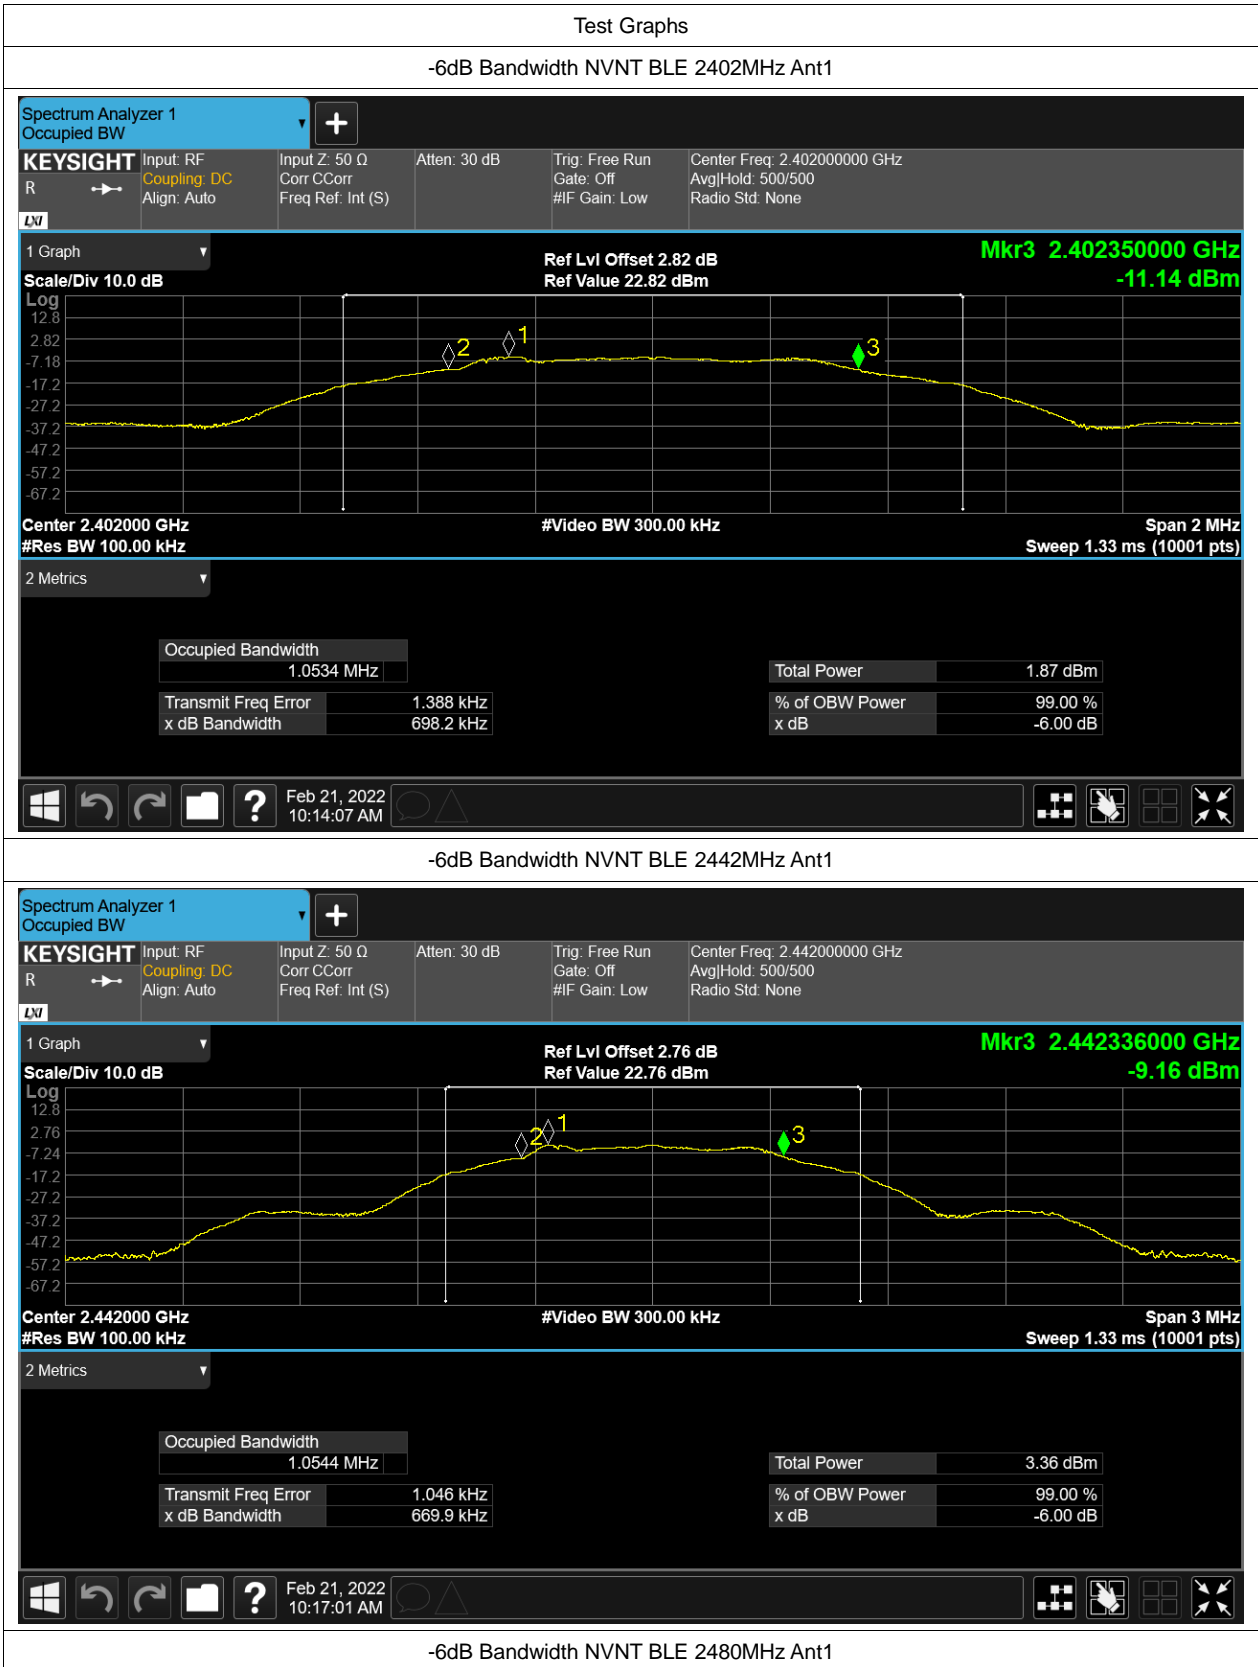 Test Graphs
-6dB Bandwidth NVNT BLE 2402MHz Ant1
Spectrum Analyzer 1
Occupied BW
KEYSIGHT Input: RF Input Z: 50 Ω Atten: 30 dB Trig: Free Run Center Freq: 2.402000000 GHz
R Coupling: DC Corr CCorr Gate: Off Avg|Hold: 500/500
Align: Auto Freq Ref: Int (S) #IF Gain: Low Radio Std: None
LXI
1 Graph Ref Lvl Offset 2.82 dB Mkr3 2.402350000 GHz
Scale/Div 10.0 dB Ref Value 22.82 dBm -11.14 dBm
Log
12.8
2.82
-7.18
-17.2
-27.2
-37.2
-47.2
-57.2
-67.2
2 1 3
Center 2.402000 GHz #Video BW 300.00 kHz Span 2 MHz
#Res BW 100.00 kHz Sweep 1.33 ms (10001 pts)
2 Metrics
Occupied Bandwidth
1.0534 MHz Total Power 1.87 dBm
Transmit Freq Error 1.388 kHz % of OBW Power 99.00 %
x dB Bandwidth 698.2 kHz x dB -6.00 dB
? Feb 21, 2022
10:14:07 AM
-6dB Bandwidth NVNT BLE 2442MHz Ant1
Spectrum Analyzer 1
Occupied BW
KEYSIGHT Input: RF Input Z: 50 Ω Atten: 30 dB Trig: Free Run Center Freq: 2.442000000 GHz
R Coupling: DC Corr CCorr Gate: Off Avg|Hold: 500/500
Align: Auto Freq Ref: Int (S) #IF Gain: Low Radio Std: None
LXI
1 Graph Ref Lvl Offset 2.76 dB Mkr3 2.442336000 GHz
Scale/Div 10.0 dB Ref Value 22.76 dBm -9.16 dBm
Log
12.8
2.76
-7.24
-17.2
-27.2
-37.2
-47.2
-57.2
-67.2
2 1 3
Center 2.442000 GHz #Video BW 300.00 kHz Span 3 MHz
#Res BW 100.00 kHz Sweep 1.33 ms (10001 pts)
2 Metrics
Occupied Bandwidth
1.0544 MHz Total Power 3.36 dBm
Transmit Freq Error 1.046 kHz % of OBW Power 99.00 %
x dB Bandwidth 669.9 kHz x dB -6.00 dB
? Feb 21, 2022
10:17:01 AM
-6dB Bandwidth NVNT BLE 2480MHz Ant1